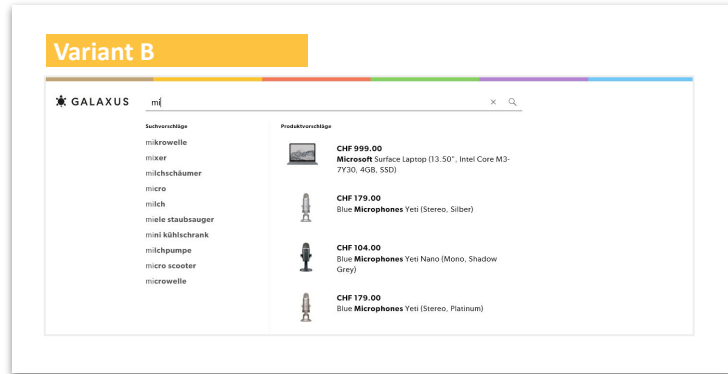 Variant B
GALAXUS
mi
Suchvorschläge
mikrowelle
mixer
milchschäumer
micro
milch
miele staubsauger
mini kühlschrank
milchpumpe
micro scooter
microwelle
Produktvorschläge
CHF 999.00
Microsoft Surface Laptop (13.50", Intel Core M3-
7Y30, 4GB, SSD)
CHF 179.00
Blue Microphones Yeti (Stereo, Silber)
CHF 104.00
Blue Microphones Yeti Nano (Mono, Shadow
Grey)
CHF 179.00
Blue Microphones Yeti (Stereo, Platinum)